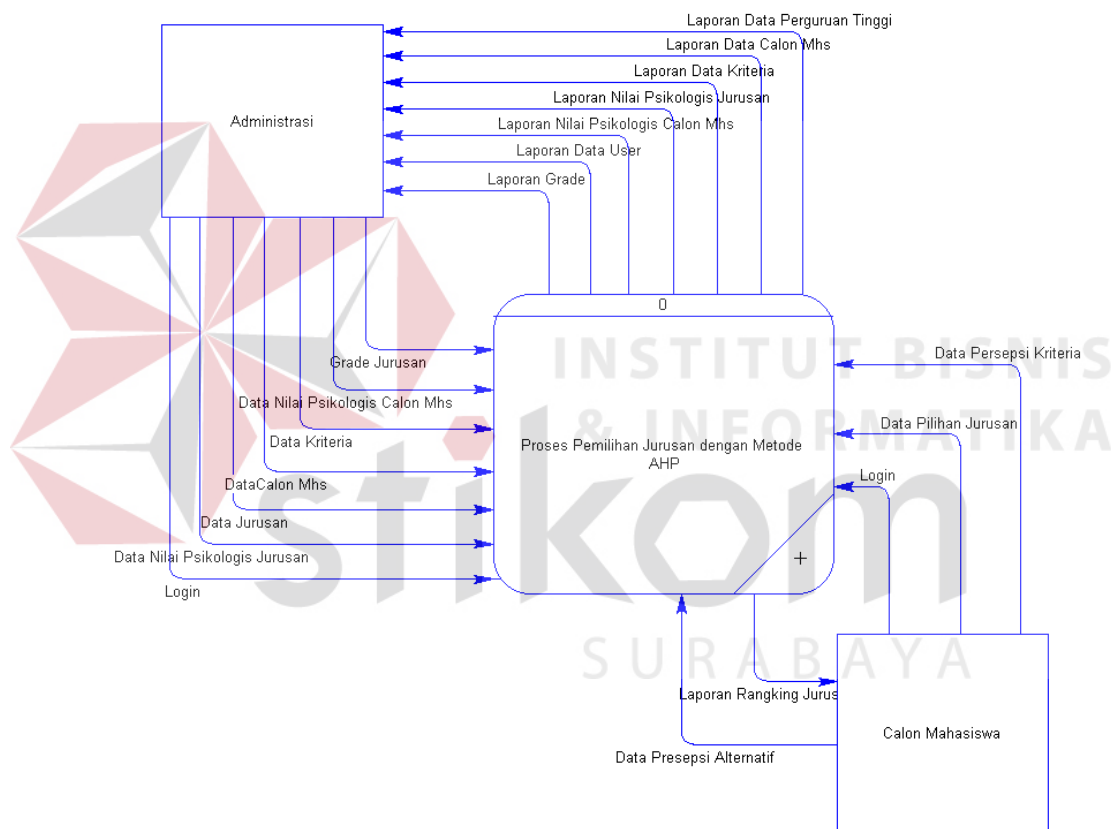 Laporan Data Perguruan Tinggi
Laporan Data Calon Mhs
Laporan Data Kriteria
Laporan Nilai Psikologis Jurusan
Administrasi
Laporan Nilai Psikologis Calon Mhs
Laporan Data User
Laporan Grade
0
INSTITUT BISNIS
& INFORMATIKA
stikom
SURABAYA
Grade Jurusan
Data Nilai Psikologis Calon Mhs
Data Kriteria
DataCalon Mhs
Data Jurusan
Data Nilai Psikologis Jurusan
Login
Proses Pemilihan Jurusan dengan Metode
AHP
+
Data Persepsi Kriteria
Data Pilihan Jurusan
Login
Laporan Rangking Jurus
Data Presepsi Alternatif
Calon Mahasiswa